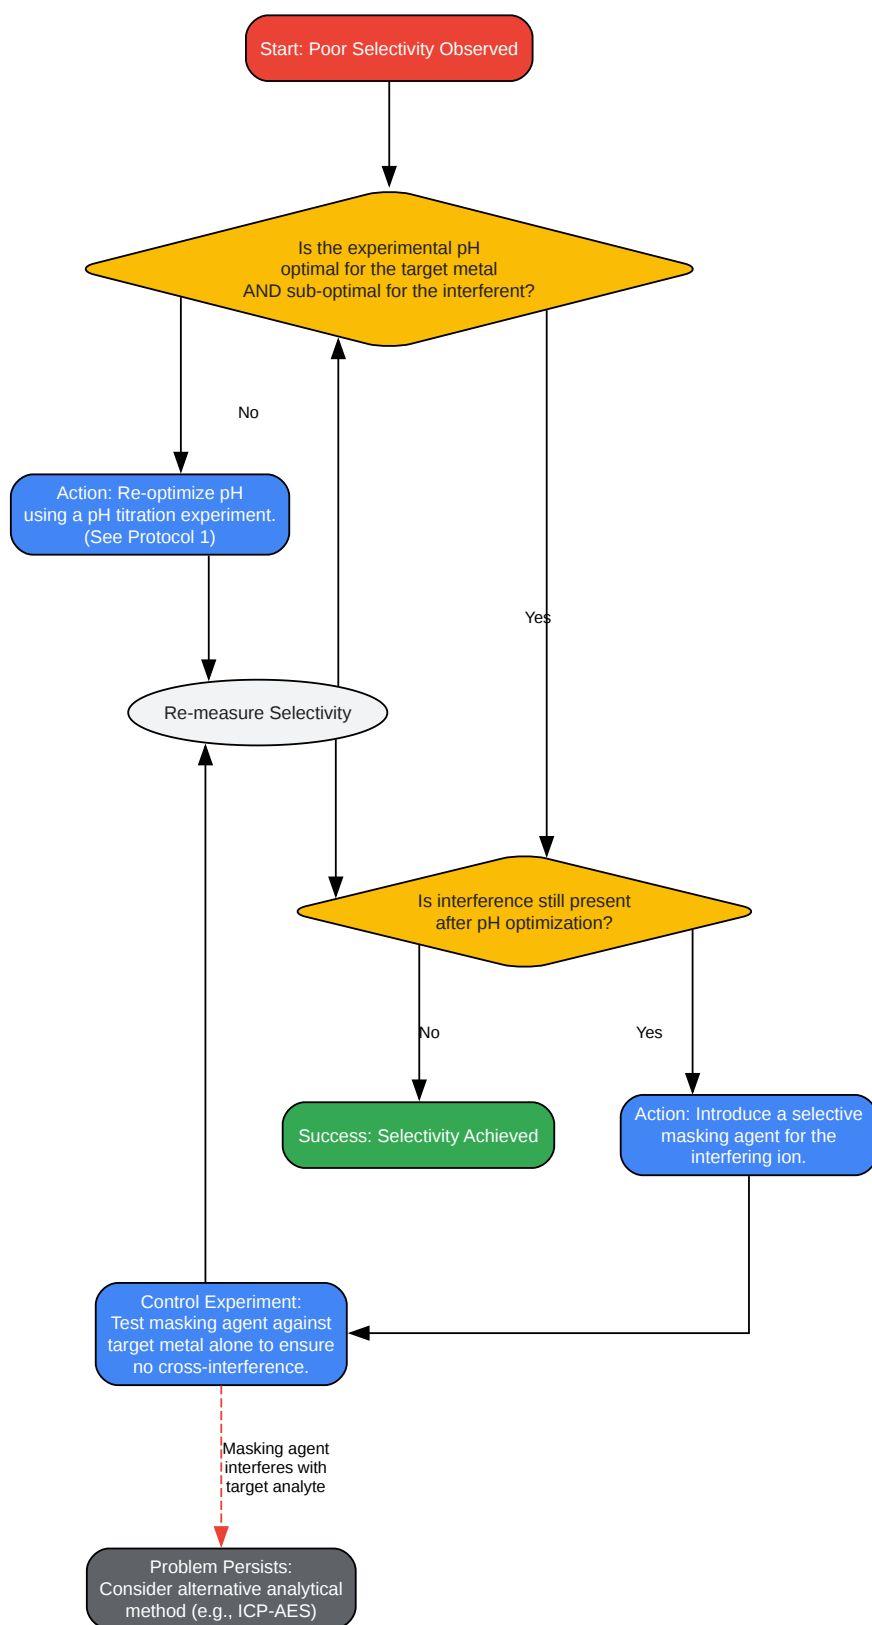 Start: Poor Selectivity Observed
Is the experimental pH
optimal for the target metal
AND sub-optimal for the interferent?
No
Action: Re-optimize pH
using a pH titration experiment.
(See Protocol 1)
Yes
Re-measure Selectivity
Is interference still present
after pH optimization?
No
Yes
Success: Selectivity Achieved
Action: Introduce a selective
masking agent for the
interfering ion.
Control Experiment:
Test masking agent against
target metal alone to ensure
no cross-interference.
Masking agent
interferes with
target analyte
Problem Persists:
Consider alternative analytical
method (e.g., ICP-AES)